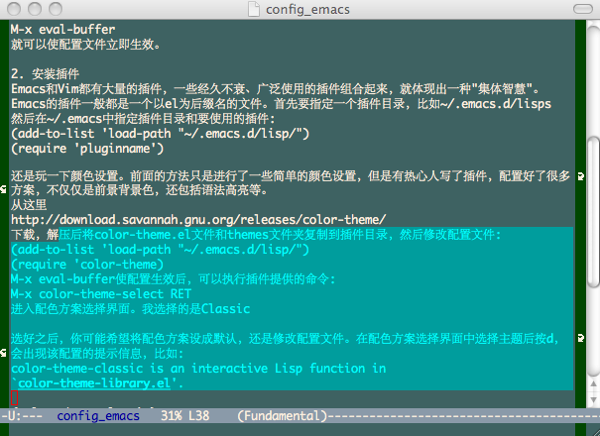 config_emacs
M-x eval-buffer
就可以使配置文件立即生效。
2. 安装插件
Emacs和Vim都有大量的插件，一些经久不衰、广泛使用的插件组合起来，就体现出一种"集体智慧"。
Emacs的插件一般都是一个以el为后缀名的文件。首先要指定一个插件目录，比如~/.emacs.d/lisps
然后在~/.emacs中指定插件目录和要使用的插件:
(add-to-list 'load-path "~/.emacs.d/lisp/")
(require 'pluginname')
还是玩一下颜色设置。前面的方法只是进行了一些简单的颜色设置，但是有热心人写了插件，配置好了很多
方案，不仅仅是前景背景色，还包括语法高亮等。
从这里
http://download.savannah.gnu.org/releases/color-theme/
下载，解压后将color-theme.el文件和themes文件夹复制到插件目录，然后修改配置文件:
(add-to-list 'load-path "~/.emacs.d/lisp/")
(require 'color-theme)
M-x eval-buffer使配置生效后，可以执行插件提供的命令:
M-x color-theme-select RET
进入配色方案选择界面。我选择的是Classic
选好之后，你可能希望将配色方案设成默认，还是修改配置文件。在配色方案选择界面中选择主题后按d，
会出现该配置的提示信息，比如:
color-theme-classic is an interactive Lisp function in
`color-theme-library.el'.
-U:--- config_emacs 31% L38 (Fundamental)